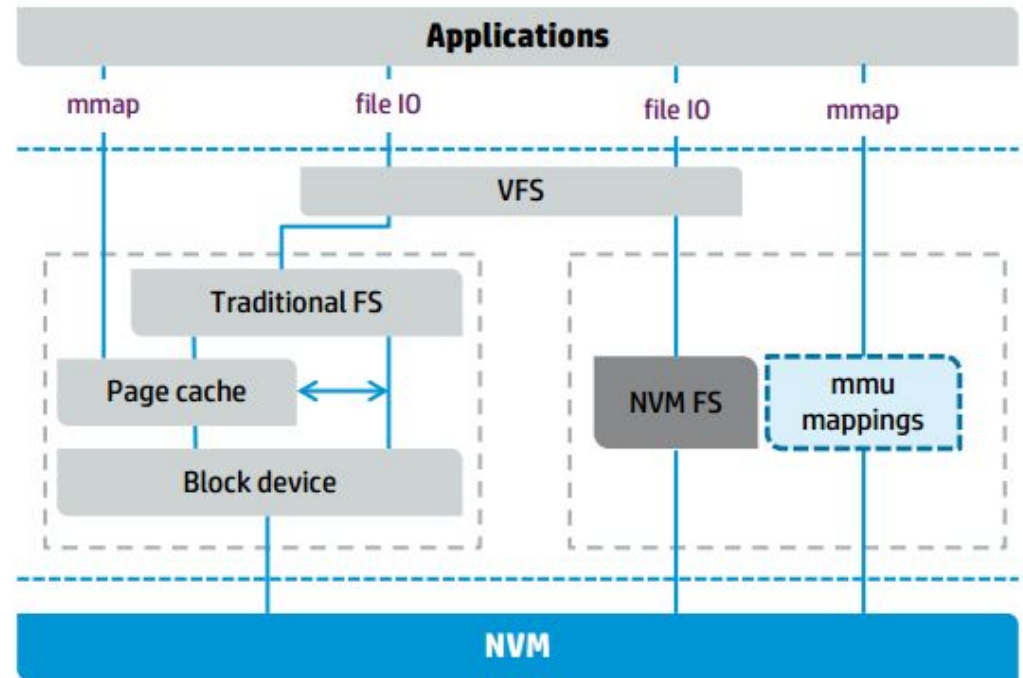 Applications
mmap
file IO
file IO
mmap
VFS
Traditional FS
Page cache
Block device
NVM FS
mmu
mappings
NVM